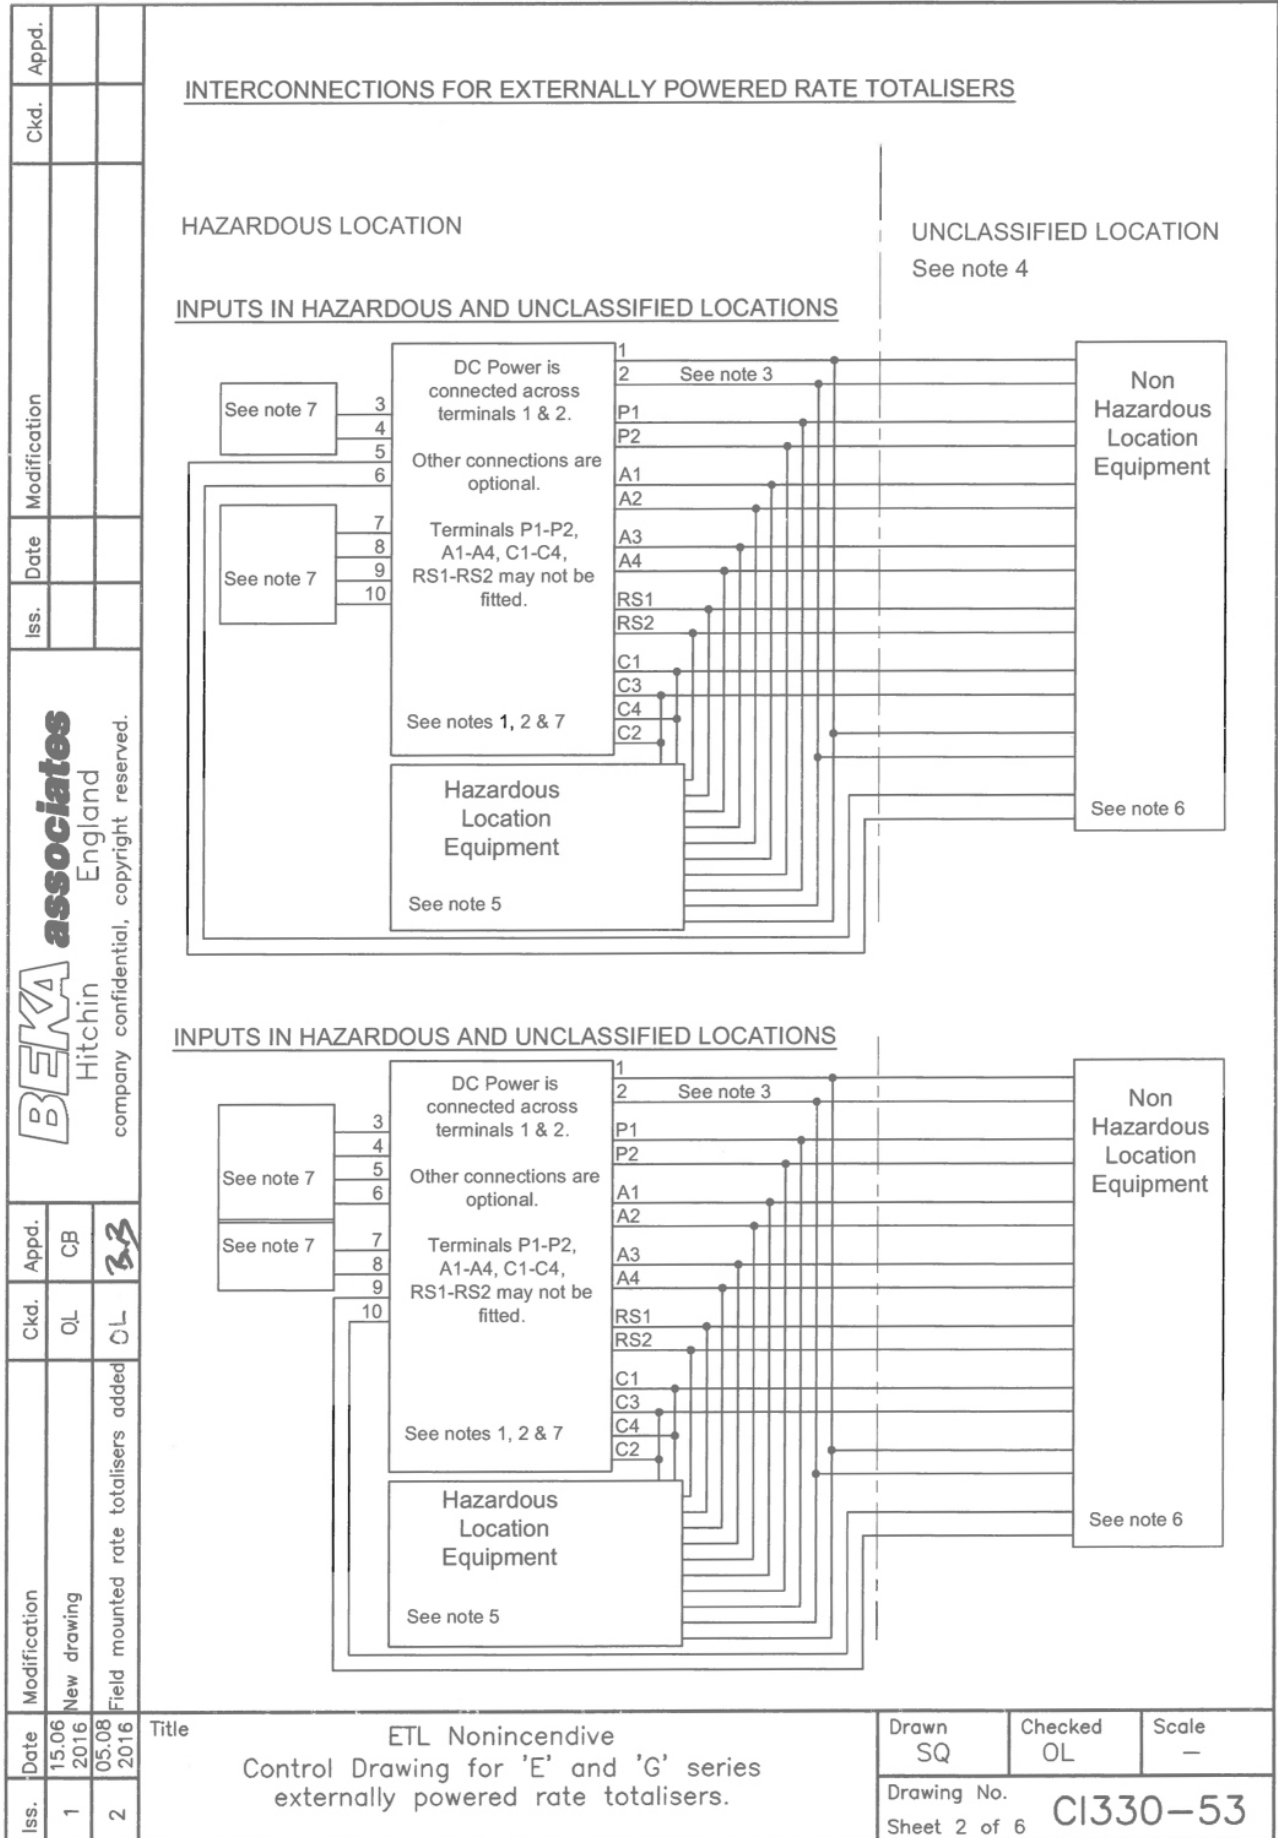 INTERCONNECTIONS FOR EXTERNALLY POWERED RATE TOTALISERS
HAZARDOUS LOCATION
UNCLASSIFIED LOCATION
See note 4
INPUTS IN HAZARDOUS AND UNCLASSIFIED LOCATIONS
DC Power is
connected across
terminals 1 & 2.
Other connections are
optional.
Terminals P1-P2,
A1-A4, C1-C4,
RS1-RS2 may not be
fitted.
See notes 1, 2 & 7
See note 7
3
4
5
6
See note 7
7
8
9
10
1
2
See note 3
P1
P2
A1
A2
A3
A4
RS1
RS2
C1
C3
C4
C2
Non
Hazardous
Location
Equipment
See note 6
Hazardous
Location
Equipment
See note 5
INPUTS IN HAZARDOUS AND UNCLASSIFIED LOCATIONS
DC Power is
connected across
terminals 1 & 2.
Other connections are
optional.
Terminals P1-P2,
A1-A4, C1-C4,
RS1-RS2 may not be
fitted.
See notes 1, 2 & 7
See note 7
3
4
5
6
See note 7
7
8
9
10
1
2
See note 3
P1
P2
A1
A2
A3
A4
RS1
RS2
C1
C3
C4
C2
Non
Hazardous
Location
Equipment
See note 6
Hazardous
Location
Equipment
See note 5
Title
ETL Nonincendive
Control Drawing for 'E' and 'G' series
externally powered rate totalisers.
Drawn
SQ
Checked
OL
Scale
—
Drawing No.
CI330-53
Sheet 2 of 6
Iss. Date Modification Ckd. Appd.
1 15.06 2016 New drawing OL CB
2 05.08 2016 Field mounted rate totalisers added OL
BEKA associates
Hitchin England
company confidential, copyright reserved.
Iss. Date Modification Ckd. Appd.